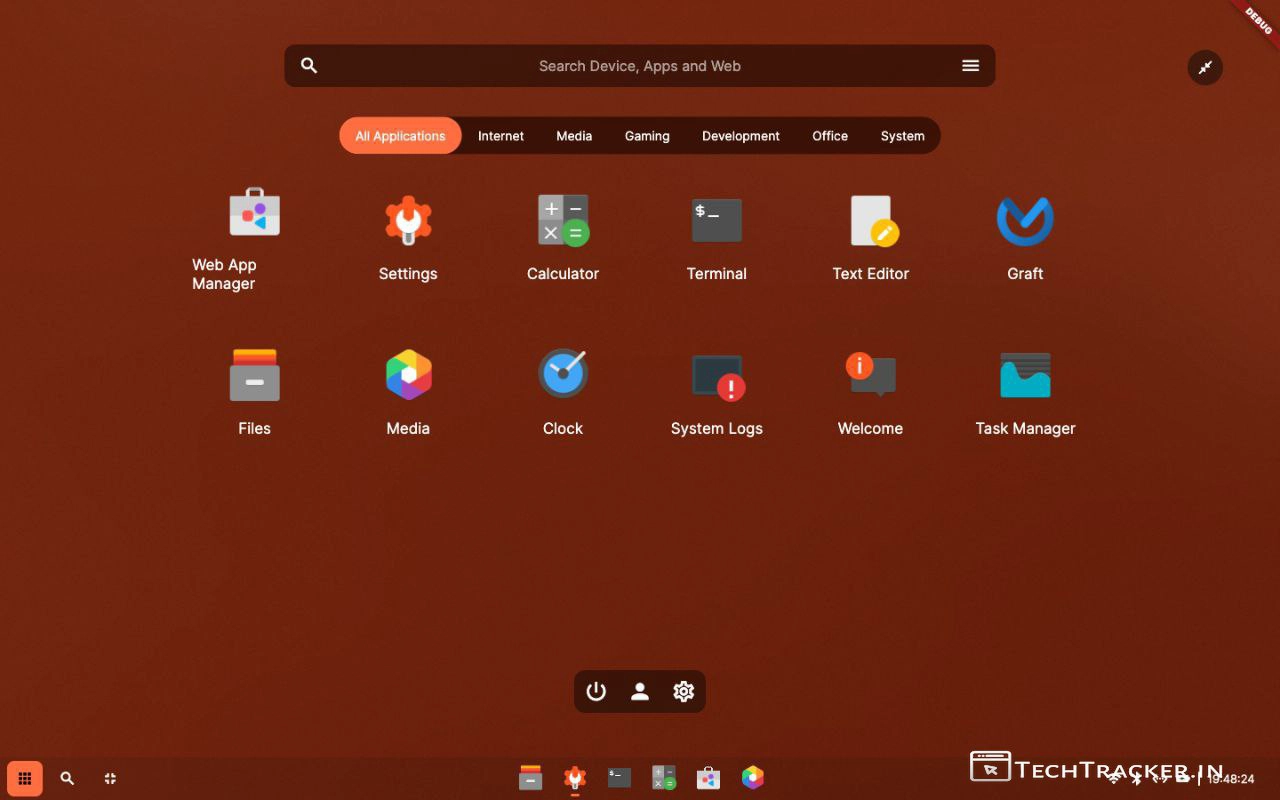 DEBUG
Search Device, Apps and Web
All Applications Internet Media Gaming Development Office System
Web App
Manager
Settings Calculator Terminal Text Editor Graft
$_
Files Media Clock System Logs Welcome Task Manager
TECHTRACKER.IN
19:48:24